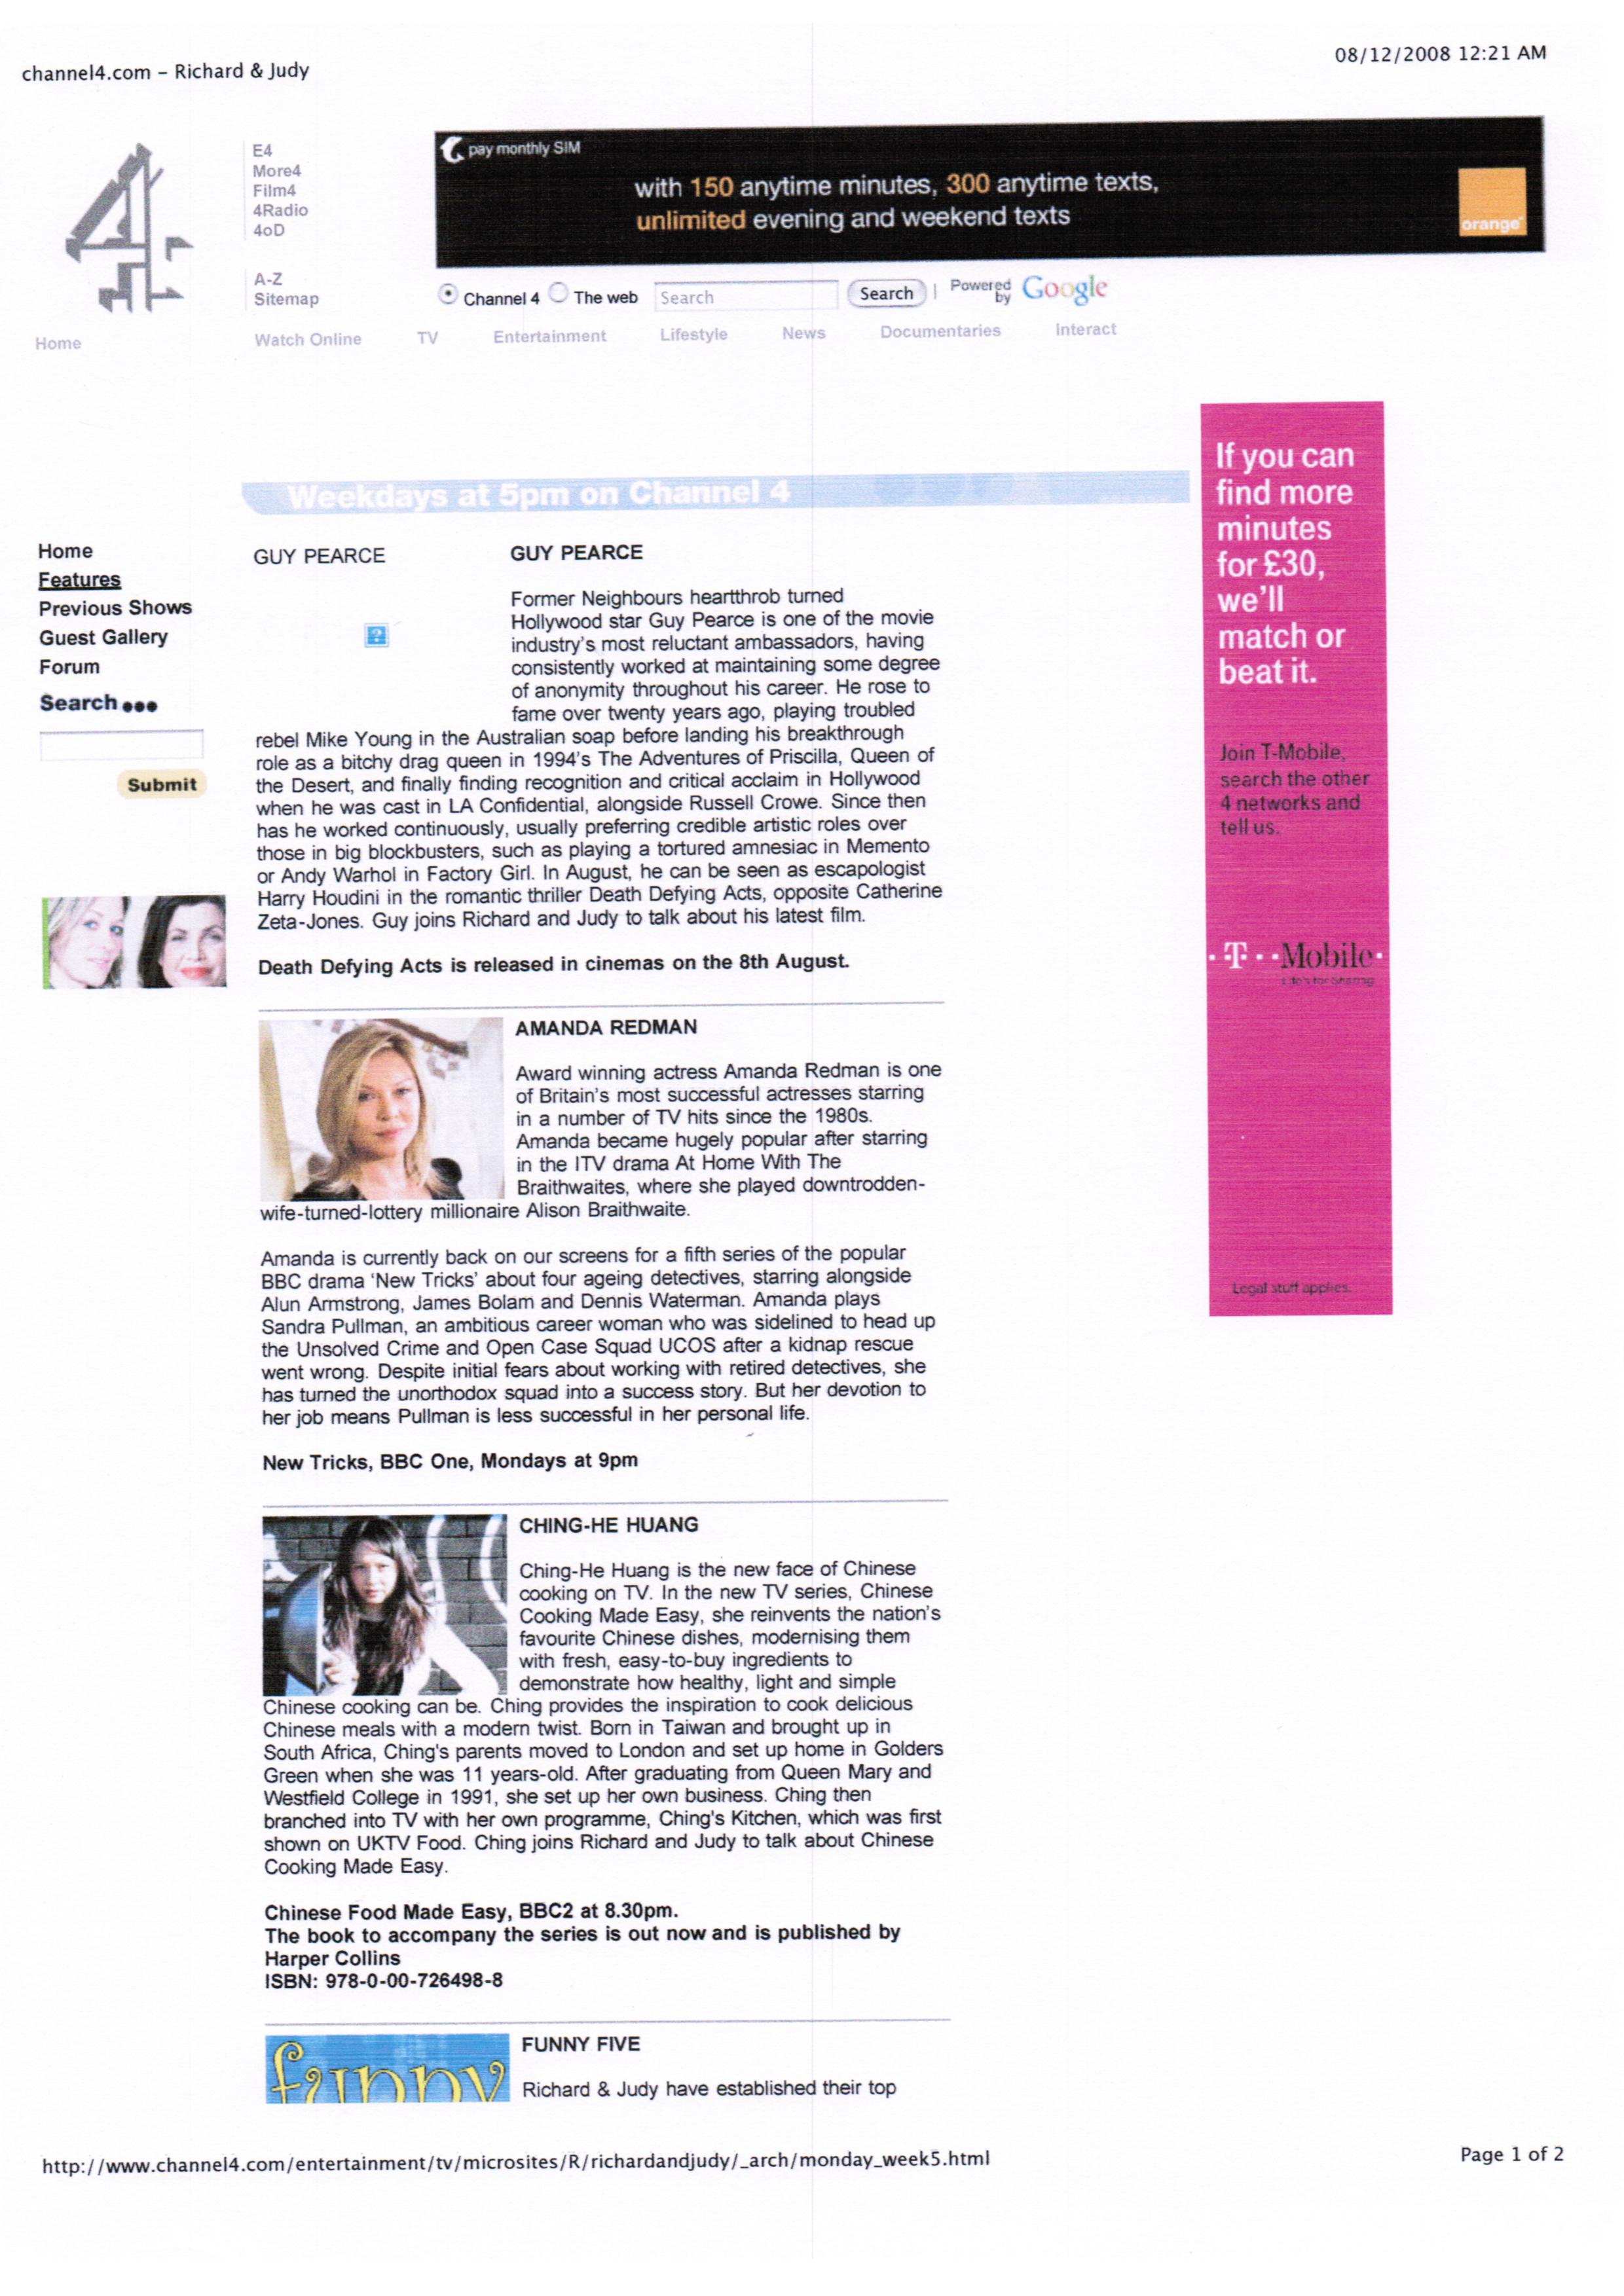 channel4.com – Richard & Judy
08/12/2008 12:21 AM
E4
More4
Film4
4Radio
4oD
A-Z
Sitemap
pay monthly SIM
with 150 anytime minutes, 300 anytime texts,
unlimited evening and weekend texts
orange
Channel 4 The web Search Search | Powered by Google
Home Watch Online TV Entertainment Lifestyle News Documentaries Interact
Weekdays at 5pm on Channel 4
Home
Features
Previous Shows
Guest Gallery
Forum
Search...
Submit
GUY PEARCE
GUY PEARCE
Former Neighbours heartthrob turned
Hollywood star Guy Pearce is one of the movie
industry's most reluctant ambassadors, having
consistently worked at maintaining some degree
of anonymity throughout his career. He rose to
fame over twenty years ago, playing troubled
rebel Mike Young in the Australian soap before landing his breakthrough
role as a bitchy drag queen in 1994's The Adventures of Priscilla, Queen of
the Desert, and finally finding recognition and critical acclaim in Hollywood
when he was cast in LA Confidential, alongside Russell Crowe. Since then
has he worked continuously, usually preferring credible artistic roles over
those in big blockbusters, such as playing a tortured amnesiac in Memento
or Andy Warhol in Factory Girl. In August, he can be seen as escapologist
Harry Houdini in the romantic thriller Death Defying Acts, opposite Catherine
Zeta-Jones. Guy joins Richard and Judy to talk about his latest film.
Death Defying Acts is released in cinemas on the 8th August.
AMANDA REDMAN
Award winning actress Amanda Redman is one
of Britain's most successful actresses starring
in a number of TV hits since the 1980s.
Amanda became hugely popular after starring
in the ITV drama At Home With The
Braithwaites, where she played downtrodden-
wife-turned-lottery millionaire Alison Braithwaite.
Amanda is currently back on our screens for a fifth series of the popular
BBC drama 'New Tricks' about four ageing detectives, starring alongside
Alun Armstrong, James Bolam and Dennis Waterman. Amanda plays
Sandra Pullman, an ambitious career woman who was sidelined to head up
the Unsolved Crime and Open Case Squad UCOS after a kidnap rescue
went wrong. Despite initial fears about working with retired detectives, she
has turned the unorthodox squad into a success story. But her devotion to
her job means Pullman is less successful in her personal life.
New Tricks, BBC One, Mondays at 9pm
CHING-HE HUANG
Ching-He Huang is the new face of Chinese
cooking on TV. In the new TV series, Chinese
Cooking Made Easy, she reinvents the nation's
favourite Chinese dishes, modernising them
with fresh, easy-to-buy ingredients to
demonstrate how healthy, light and simple
Chinese cooking can be. Ching provides the inspiration to cook delicious
Chinese meals with a modern twist. Born in Taiwan and brought up in
South Africa, Ching's parents moved to London and set up home in Golders
Green when she was 11 years-old. After graduating from Queen Mary and
Westfield College in 1991, she set up her own business. Ching then
branched into TV with her own programme, Ching's Kitchen, which was first
shown on UKTV Food. Ching joins Richard and Judy to talk about Chinese
Cooking Made Easy.
Chinese Food Made Easy, BBC2 at 8.30pm.
The book to accompany the series is out now and is published by
Harper Collins
ISBN: 978-0-00-726498-8
funny
FUNNY FIVE
Richard & Judy have established their top
If you can
find more
minutes
for £30,
we'll
match or
beat it.
Join T-Mobile,
search the other
4 networks and
tell us.
T Mobile
Life's for Sharing
Legal stuff applies.
http://www.channel4.com/entertainment/tv/microsites/R/richardandjudy/_arch/monday_week5.html
Page 1 of 2